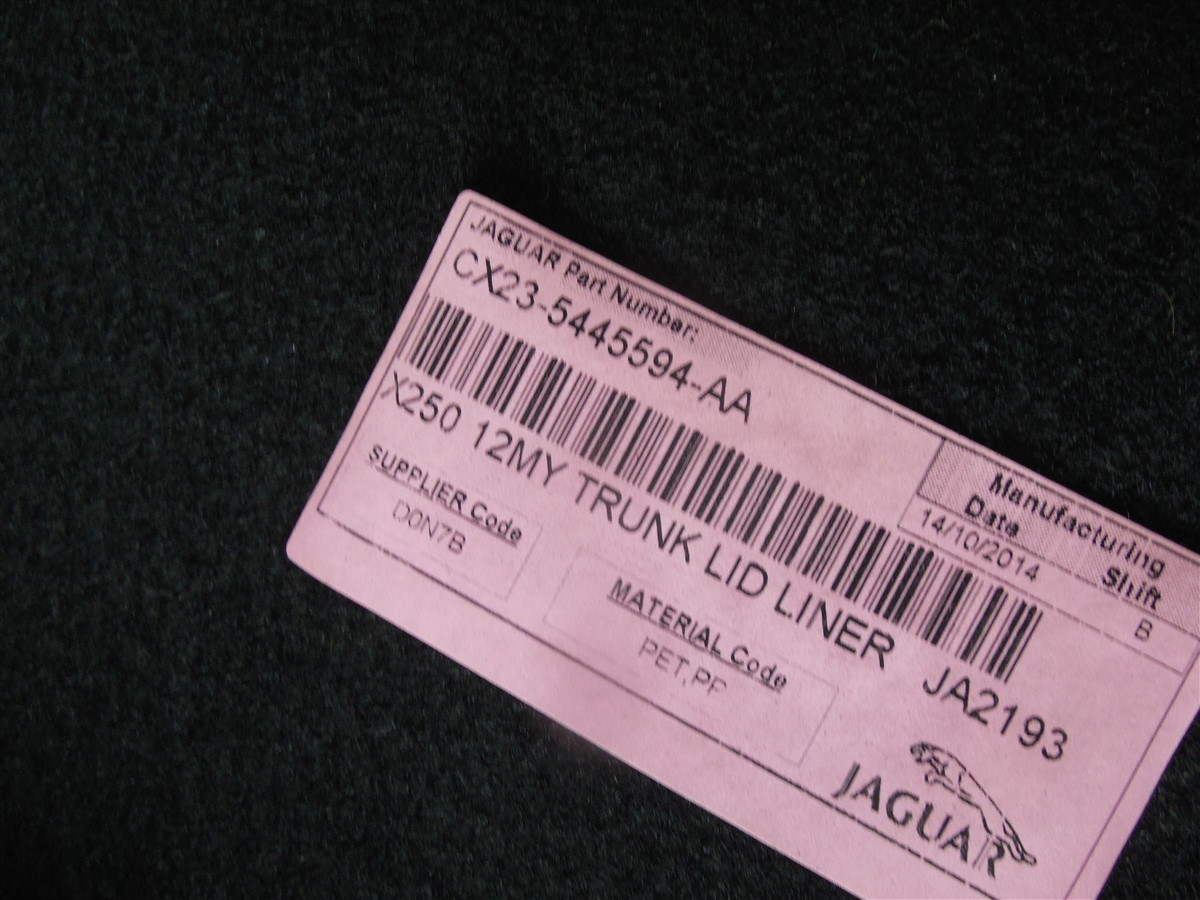 JAGUAR Part Number:
CX23-5445594-AA
Manufacturing
Date
Shift
14/10/2014
B
X250 12MY TRUNK LID LINER
JA2193
SUPPLIER Code
D0N7B
MATERIAL Code
PET,PP
JAGUAR